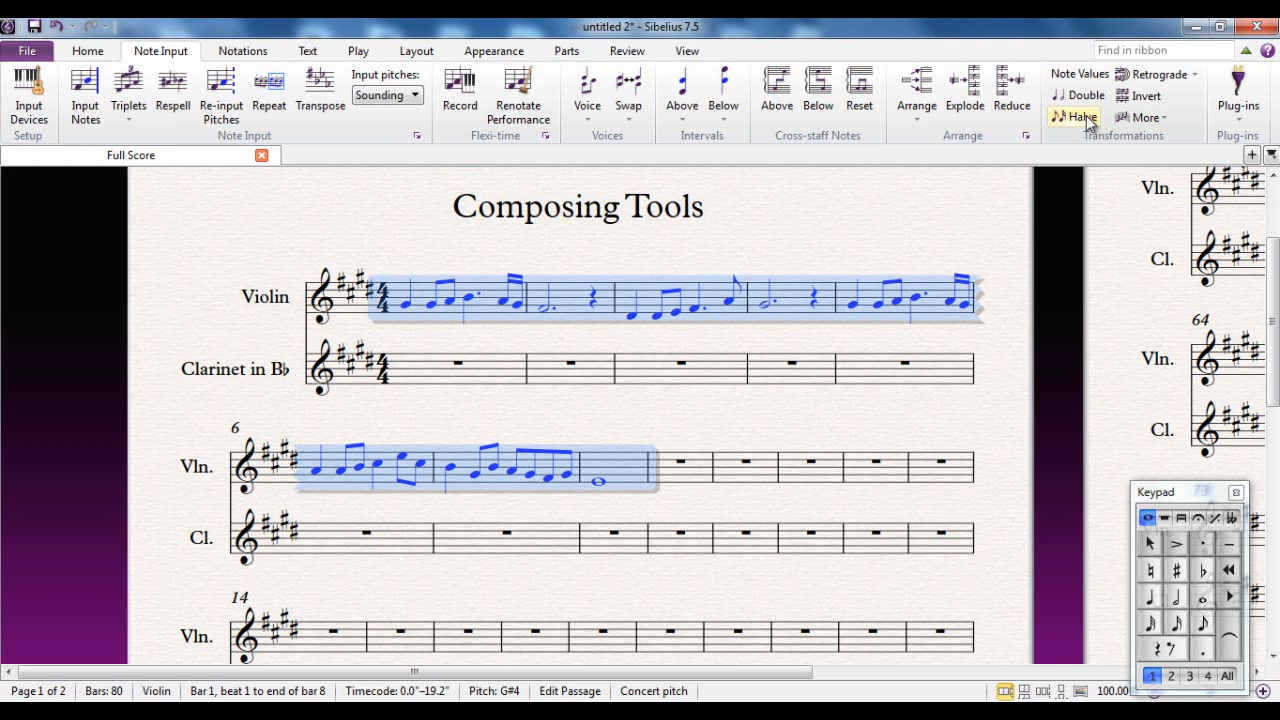 untitled 2* - Sibelius 7.5
File Home Note Input Notations Text Play Layout Appearance Parts Review View Find in ribbon
Input Devices
Setup
Input Notes
Triplets
Respell
Re-input Pitches
Repeat
Transpose
Input pitches:
Sounding
Note Input
Record
Renotate Performance
Flexi-time
Voice
Swap
Voices
Above
Below
Intervals
Above
Below
Reset
Cross-staff Notes
Arrange
Explode
Reduce
Arrange
Note Values
Double
Halve
Retrograde
Invert
More
Transformations
Plug-ins
Plug-ins
Full Score
Composing Tools
Violin
Clarinet in B♭
4
4
4
4
6
Vln.
Cl.
14
Vln.
Vln.
Cl.
64
Vln.
Cl.
Keypad
1 2 3 4 All
Page 1 of 2 Bars: 80 Violin Bar 1, beat 1 to end of bar 8 Timecode: 0.0"–19.2" Pitch: G#4 Edit Passage Concert pitch 100.00